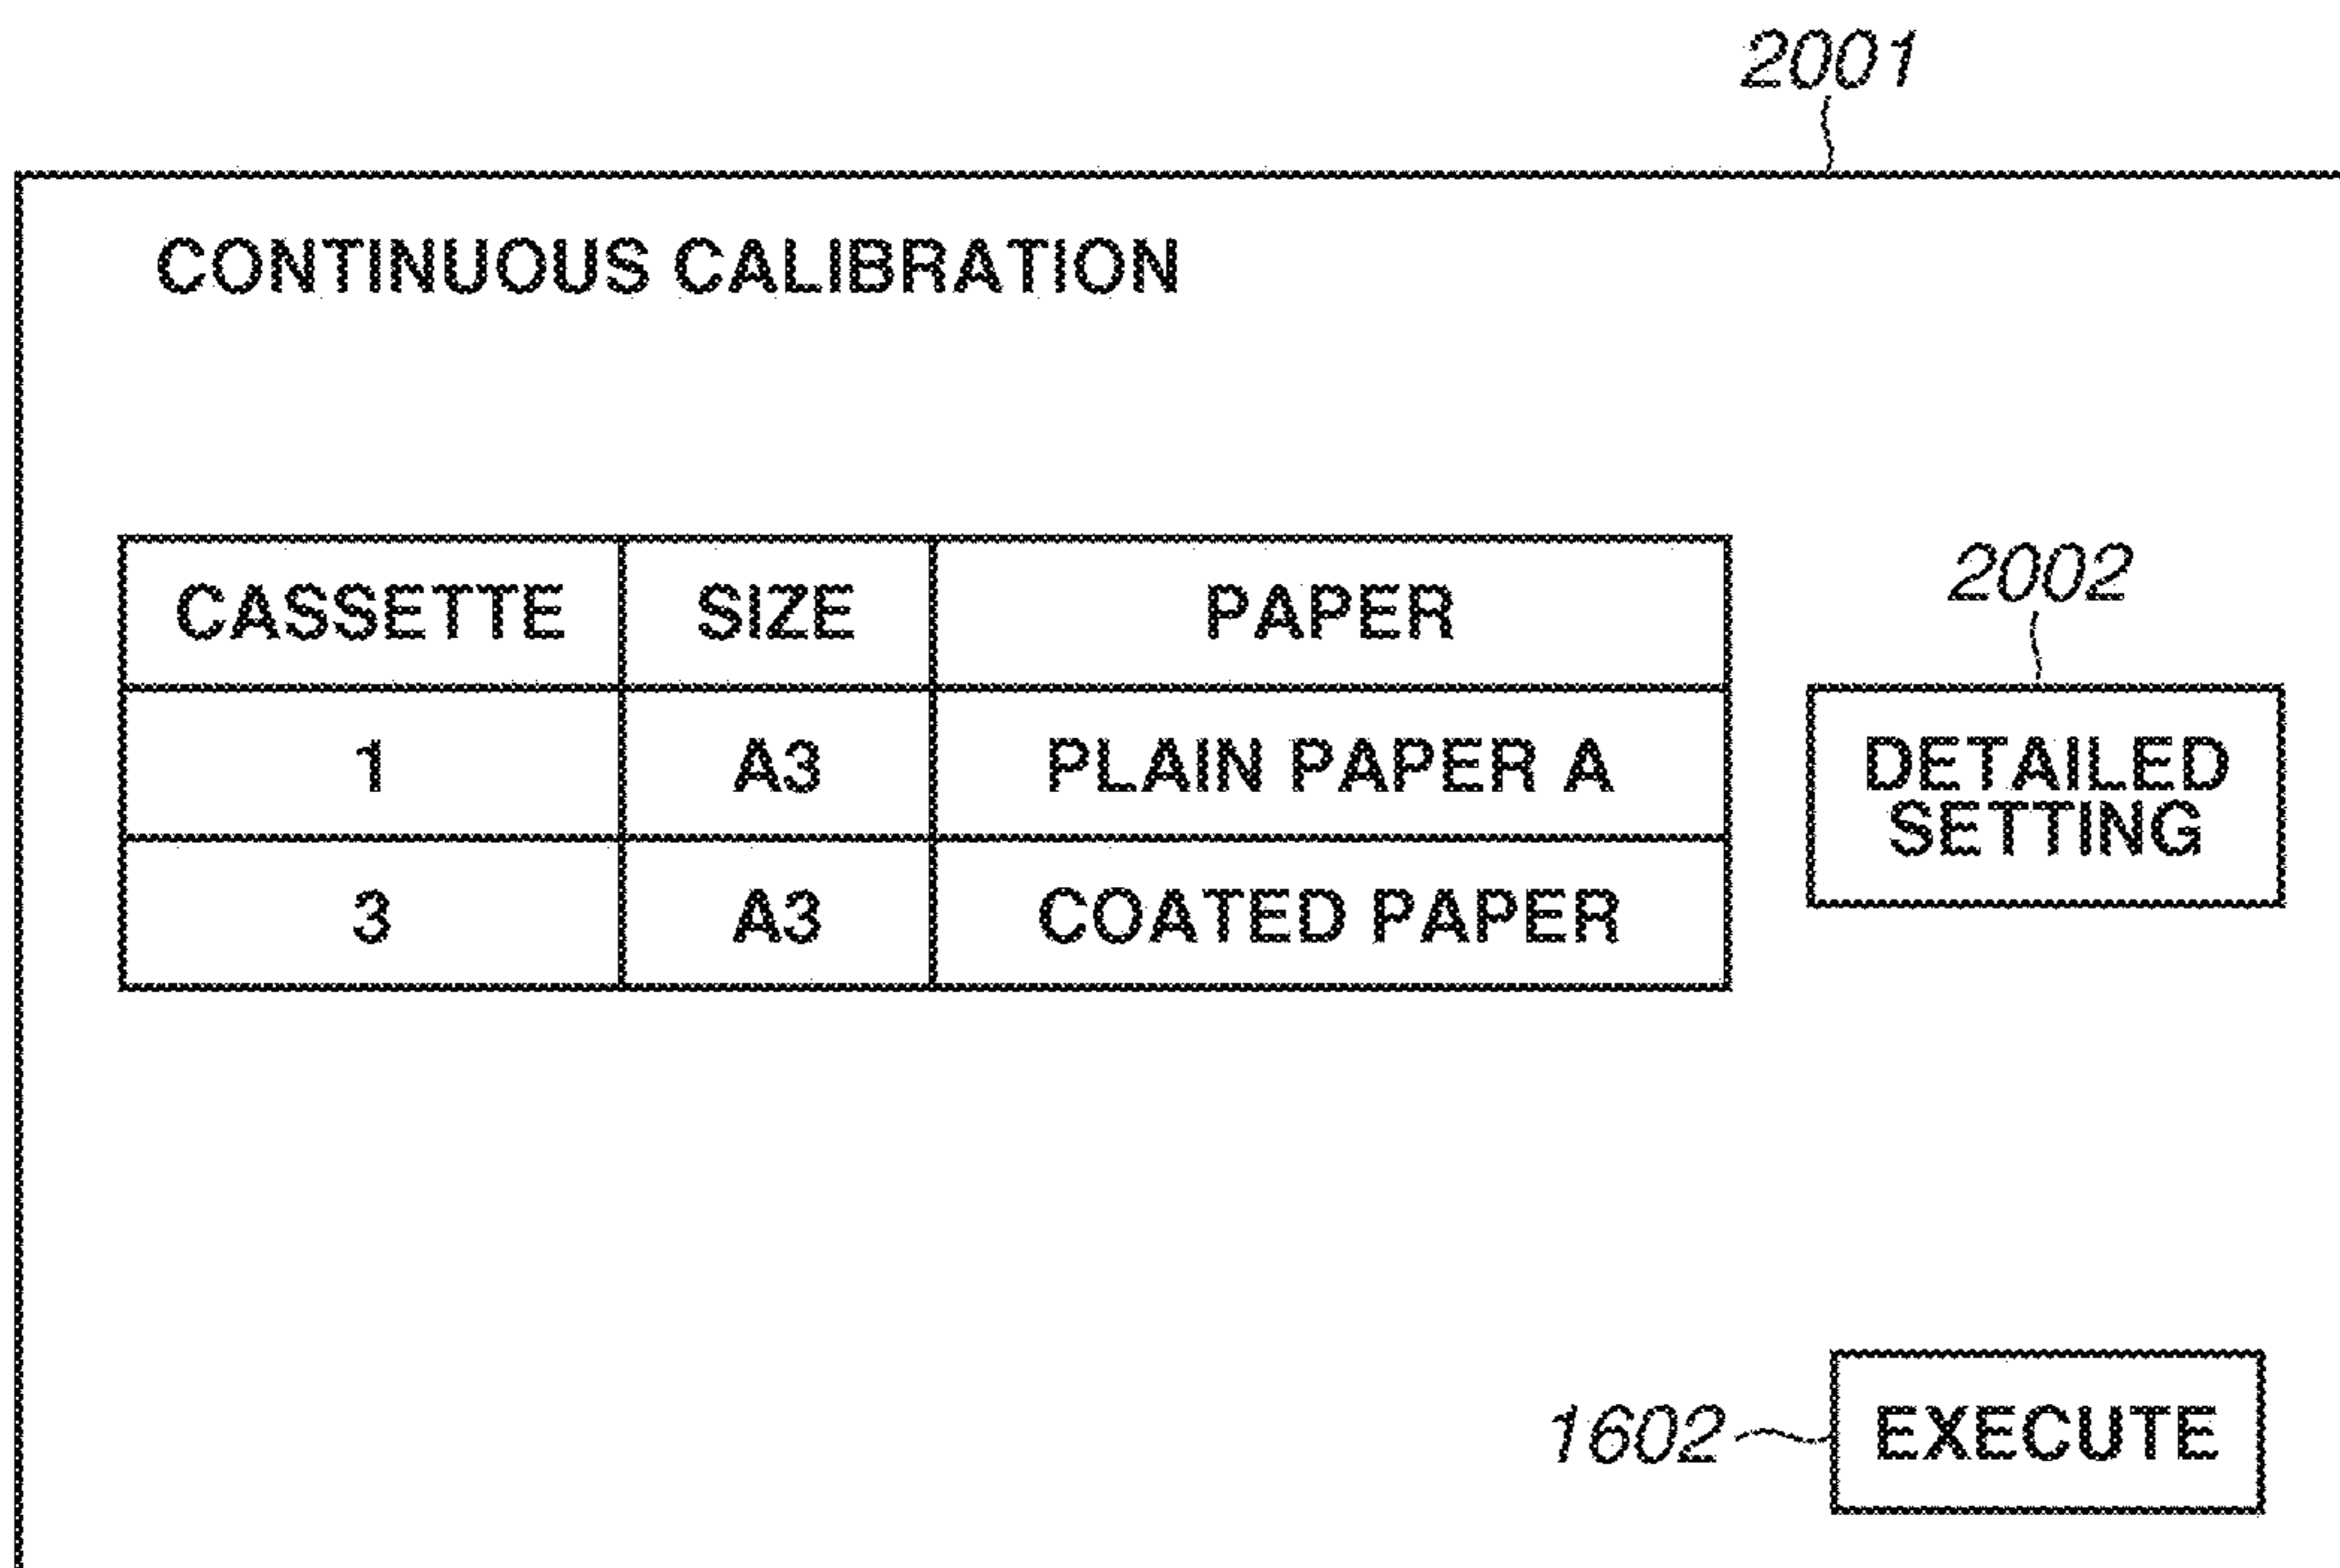 2001
CONTINUOUS CALIBRATION
CASSETTE SIZE PAPER
2002
1 A3 PLAIN PAPER A
DETAILED
SETTING
3 A3 COATED PAPER
1602
EXECUTE